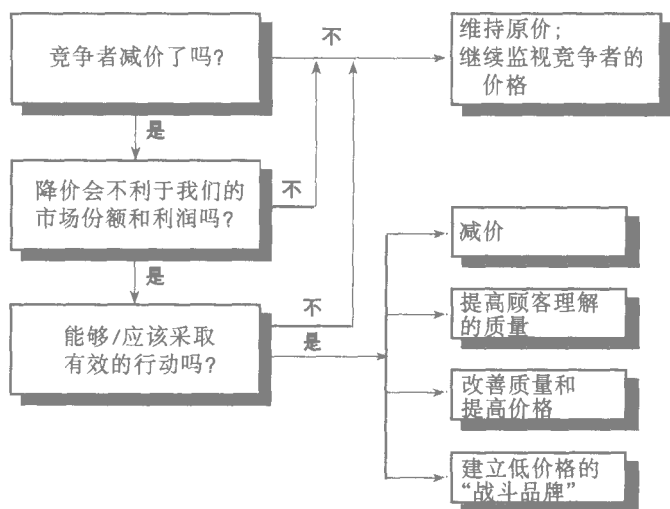 竞争者减价了吗?
不
维持原价;
继续监视竞争者的
价格
是
降价会不利于我们的
市场份额和利润吗?
不
是
能够/应该采取
有效的行动吗?
不
是
减价
提高顾客理解
的质量
改善质量和
提高价格
建立低价格的
“战斗品牌”